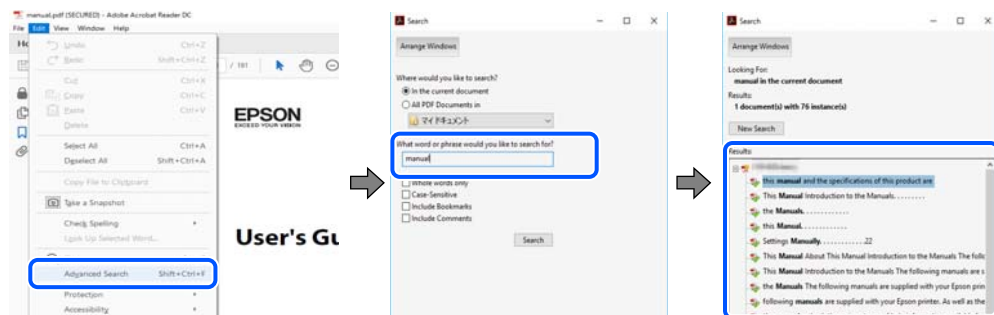 manual.pdf (SECURED) - Adobe Acrobat Reader DC
File Edit View Window Help
Undo Ctrl+Z
Redo Shift+Ctrl+Z
Cut Ctrl+X
Copy Ctrl+C
Paste Ctrl+V
Delete
Select All Ctrl+A
Deselect All Shift+Ctrl+A
Copy File to Clipboard
Take a Snapshot
Check Spelling
Look Up Selected Word...
Advanced Search Shift+Ctrl+F
Protection
Accessibility
/ 181
EPSON
EXCEED YOUR VISION
User's Gu
Search
Arrange Windows
Where would you like to search?
In the current document
All PDF Documents in
マイ ドキュメント
What word or phrase would you like to search for?
manual
Whole words only
Case-Sensitive
Include Bookmarks
Include Comments
Search
Search
Arrange Windows
Looking For:
manual in the current document
Results:
1 document(s) with 76 instance(s)
New Search
Results:
this manual and the specifications of this product are
This Manual Introduction to the Manuals. . . . . . . .
the Manuals. . . . . . . . . . . .
this Manual. . . . . . . . . . . .
Settings Manually. . . . . . . . . . . .22
This Manual About This Manual Introduction to the Manuals The follo
This Manual Introduction to the Manuals The following manuals are s
the Manuals The following manuals are supplied with your Epson prin
following manuals are supplied with your Epson printer. As well as the